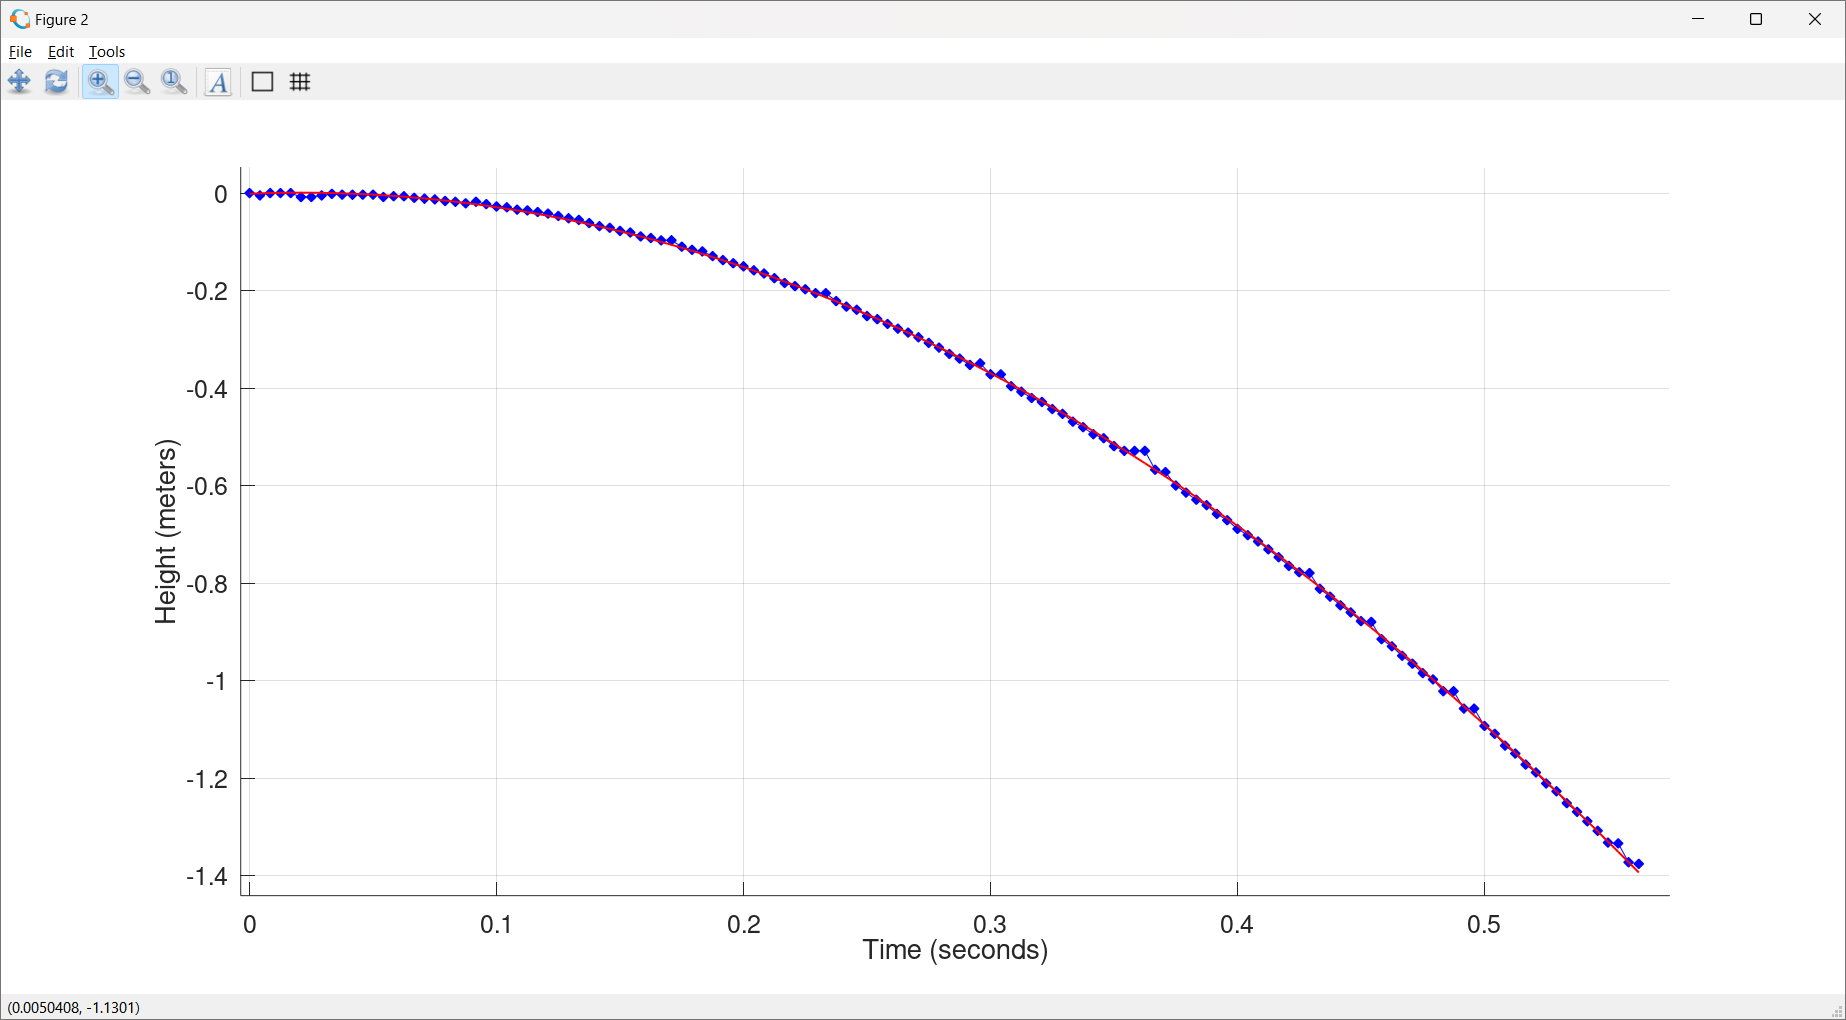 Figure 2
File Edit Tools
A
0
-0.2
-0.4
-0.6
-0.8
-1
-1.2
-1.4
Height (meters)
0 0.1 0.2 0.3 0.4 0.5
Time (seconds)
(0.0050408, -1.1301)